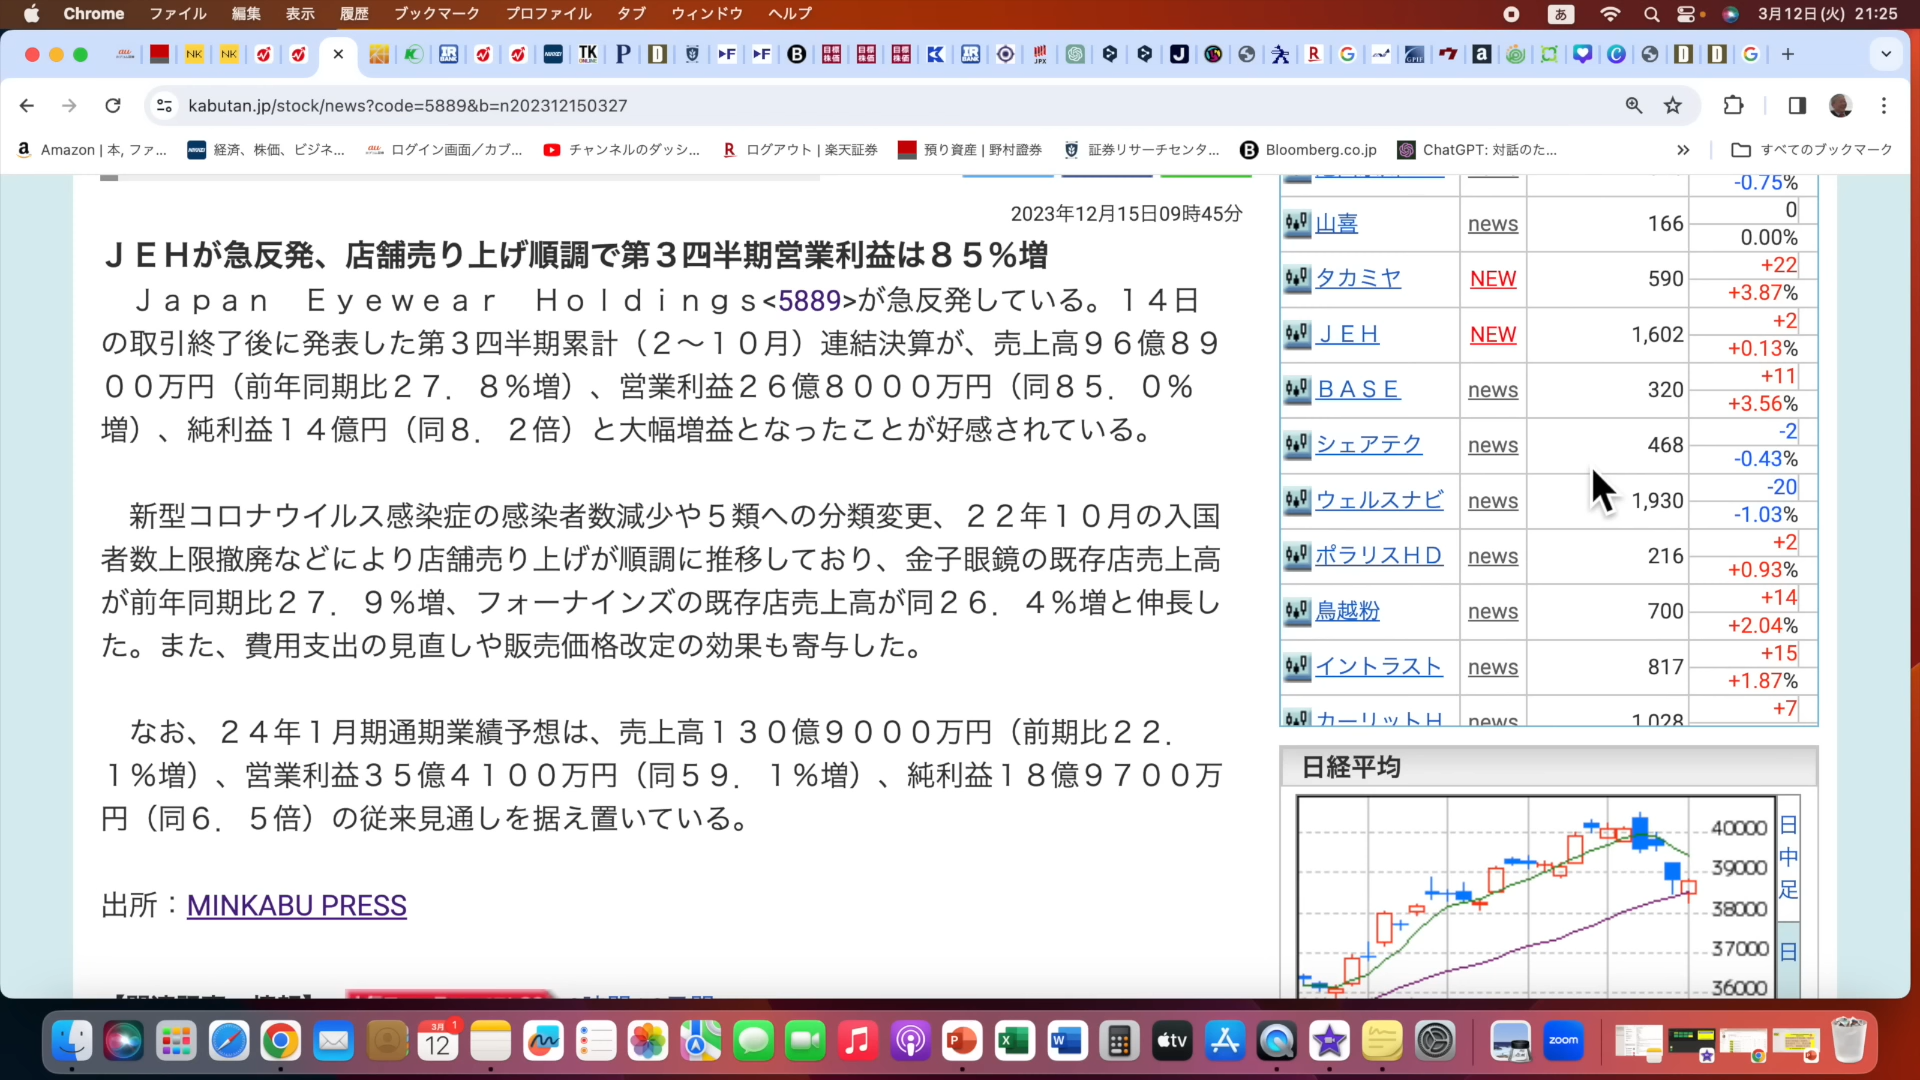 Chrome ファイル 編集 表示 履歴 ブックマーク プロファイル タブ ウィンドウ ヘルプ
あ 3月12日(火) 21:25
kabutan.jp/stock/news?code=5889&b=n202312150327
Amazon | 本, ファ... 経済、株価、ビジネ... ログイン画面／カブ... チャンネルのダッシ... ログアウト | 楽天証券 預り資産 | 野村證券 証券リサーチセンタ... Bloomberg.co.jp ChatGPT: 対話のた... すべてのブックマーク
2023年12月15日09時45分
ＪＥＨが急反発、店舗売り上げ順調で第３四半期営業利益は８５％増
Ｊａｐａｎ　Ｅｙｅｗｅａｒ　Ｈｏｌｄｉｎｇｓ<5889>が急反発している。１４日
の取引終了後に発表した第３四半期累計（２～１０月）連結決算が、売上高９６億８９
００万円（前年同期比２７．８％増）、営業利益２６億８０００万円（同８５．０％
増）、純利益１４億円（同８．２倍）と大幅増益となったことが好感されている。
新型コロナウイルス感染症の感染者数減少や５類への分類変更、２２年１０月の入国
者数上限撤廃などにより店舗売り上げが順調に推移しており、金子眼鏡の既存店売上高
が前年同期比２７．９％増、フォーナインズの既存店売上高が同２６．４％増と伸長し
た。また、費用支出の見直しや販売価格改定の効果も寄与した。
なお、２４年１月期通期業績予想は、売上高１３０億９０００万円（前期比２２．
１％増）、営業利益３５億４１００万円（同５９．１％増）、純利益１８億９７００万
円（同６．５倍）の従来見通しを据え置いている。
出所：MINKABU PRESS
-0.75%
山喜 news 166 0 0.00%
タカミヤ NEW 590 +22 +3.87%
ＪＥＨ NEW 1,602 +2 +0.13%
ＢＡＳＥ news 320 +11 +3.56%
シェアテク news 468 -2 -0.43%
ウェルスナビ news 1,930 -20 -1.03%
ポラリスＨＤ news 216 +2 +0.93%
鳥越粉 news 700 +14 +2.04%
イントラスト news 817 +15 +1.87%
カーリットＨ news 1,028 +7
日経平均
40000
39000
38000
37000
36000
日中足
日
3月 1
12
tv
zoom